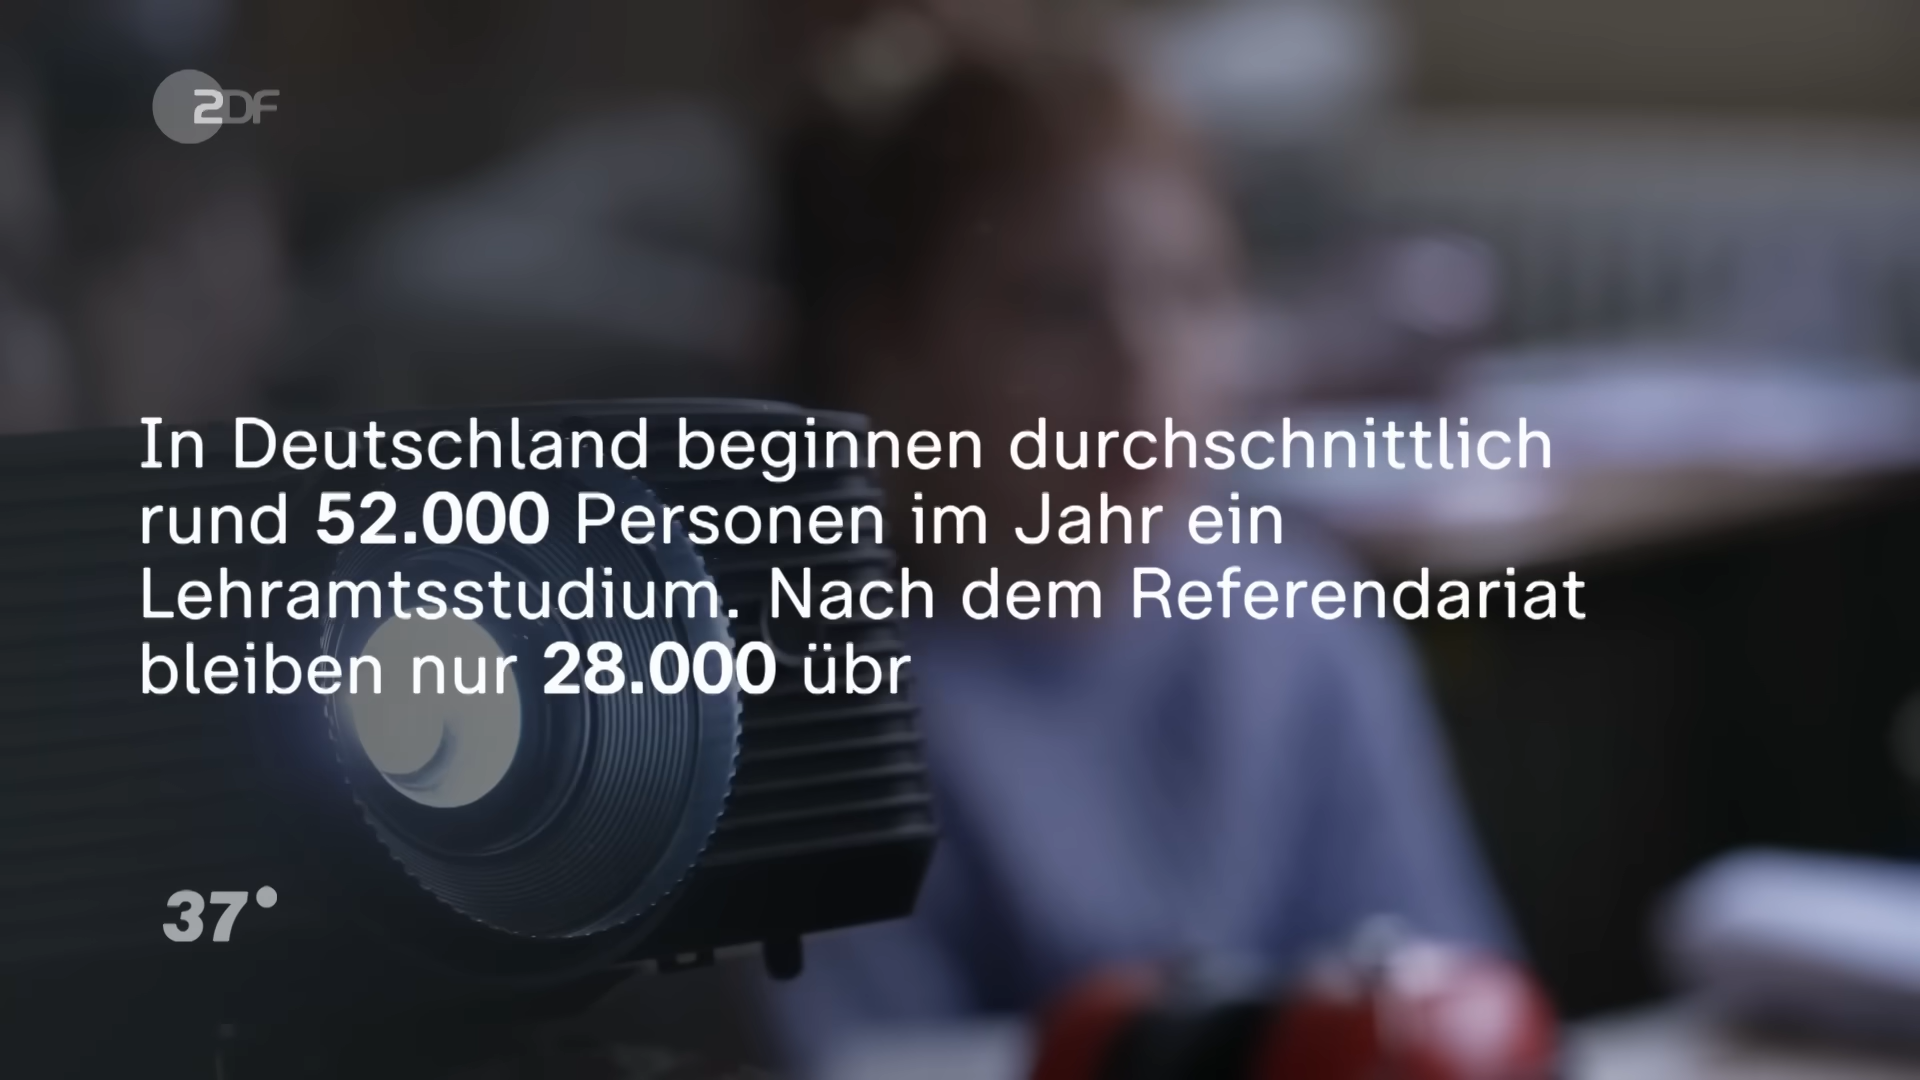 ZDF
In Deutschland beginnen durchschnittlich
rund 52.000 Personen im Jahr ein
Lehramtsstudium. Nach dem Referendariat
bleiben nur 28.000 übr
37°